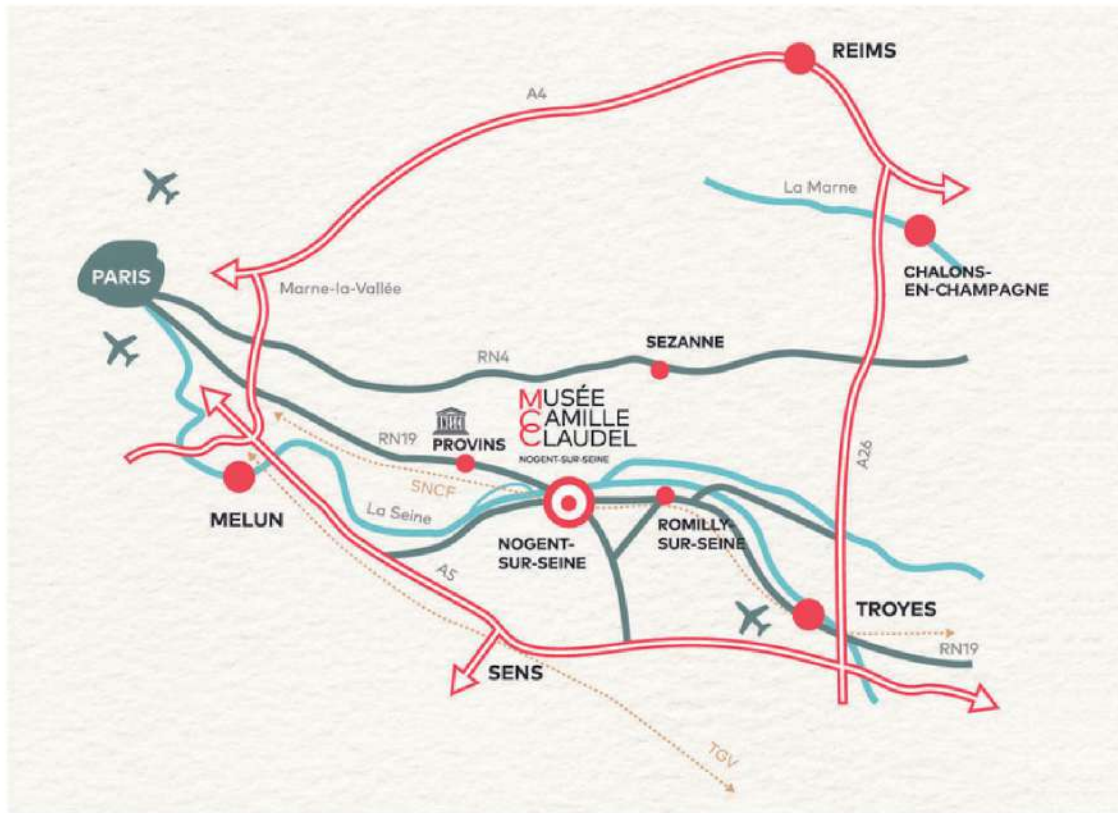 REIMS
A4
La Marne
PARIS
CHALONS-
EN-CHAMPAGNE
Marne-la-Vallée
SEZANNE
RN4
MUSÉE
CAMILLE
CLAUDEL
NOGENT-SUR-SEINE
PROVINS
RN19
A26
SNCF
La Seine
MELUN
NOGENT-
SUR-SEINE
ROMILLY-
SUR-SEINE
A5
TROYES
RN19
SENS
TGV